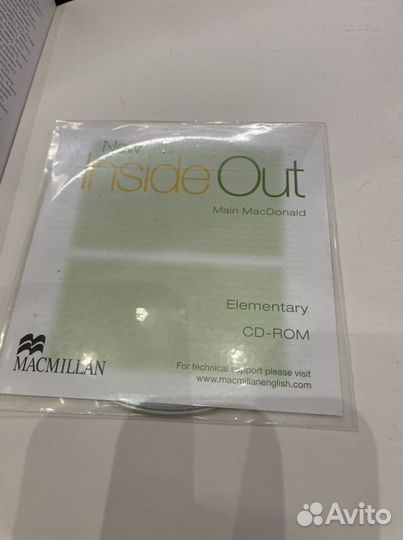 New
Inside Out
Mairi MacDonald
Elementary
CD-ROM
MACMILLAN
For technical support please visit
www.macmillanenglish.com
Avito